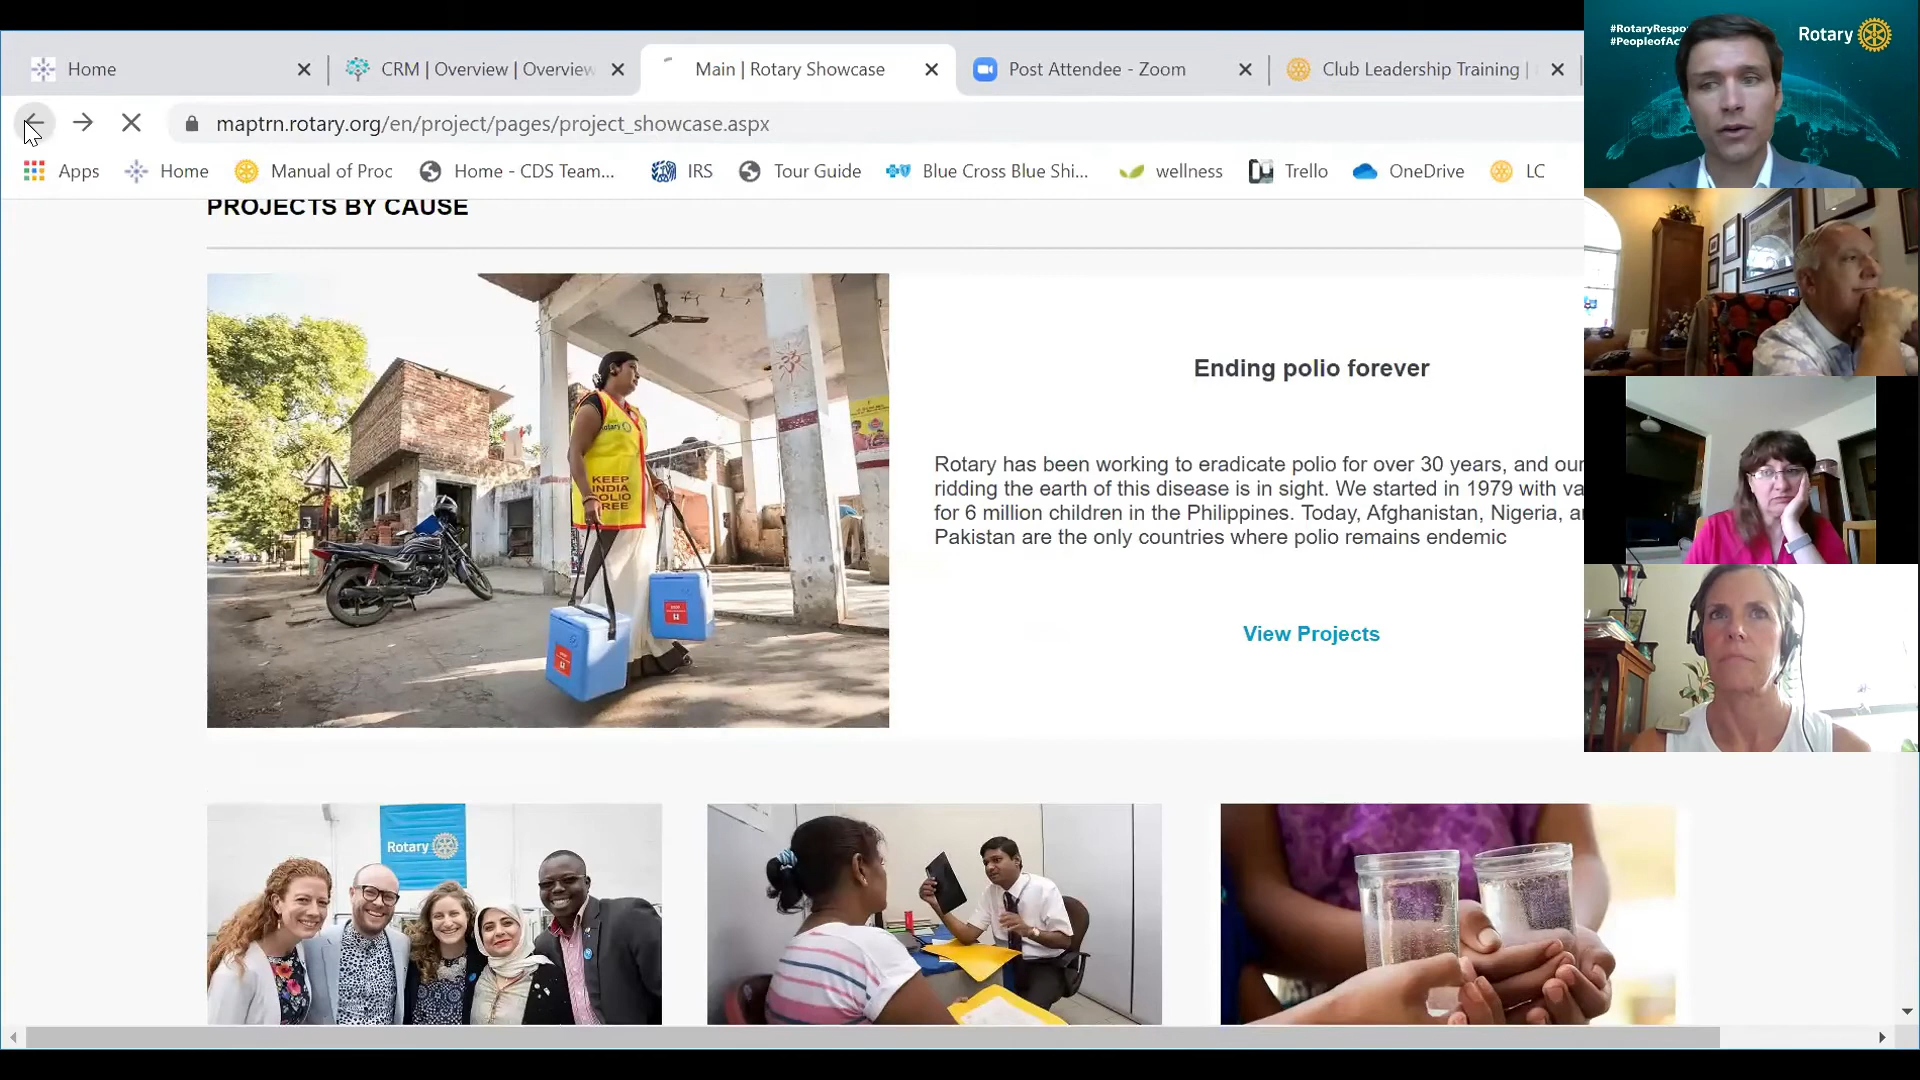 Home
CRM | Overview | Overview
Main | Rotary Showcase
Post Attendee - Zoom
Club Leadership Training |
#RotaryRespo
#PeopleofAc
Rotary
maptrn.rotary.org/en/project/pages/project_showcase.aspx
Apps
Home
Manual of Proc
Home - CDS Team...
IRS
Tour Guide
Blue Cross Blue Shi...
wellness
Trello
OneDrive
LC
PROJECTS BY CAUSE
Ending polio forever
Rotary has been working to eradicate polio for over 30 years, and our
ridding the earth of this disease is in sight. We started in 1979 with va
for 6 million children in the Philippines. Today, Afghanistan, Nigeria, a
Pakistan are the only countries where polio remains endemic
View Projects
Rotary
KEEP
INDIA
POLIO
FREE
Rotary